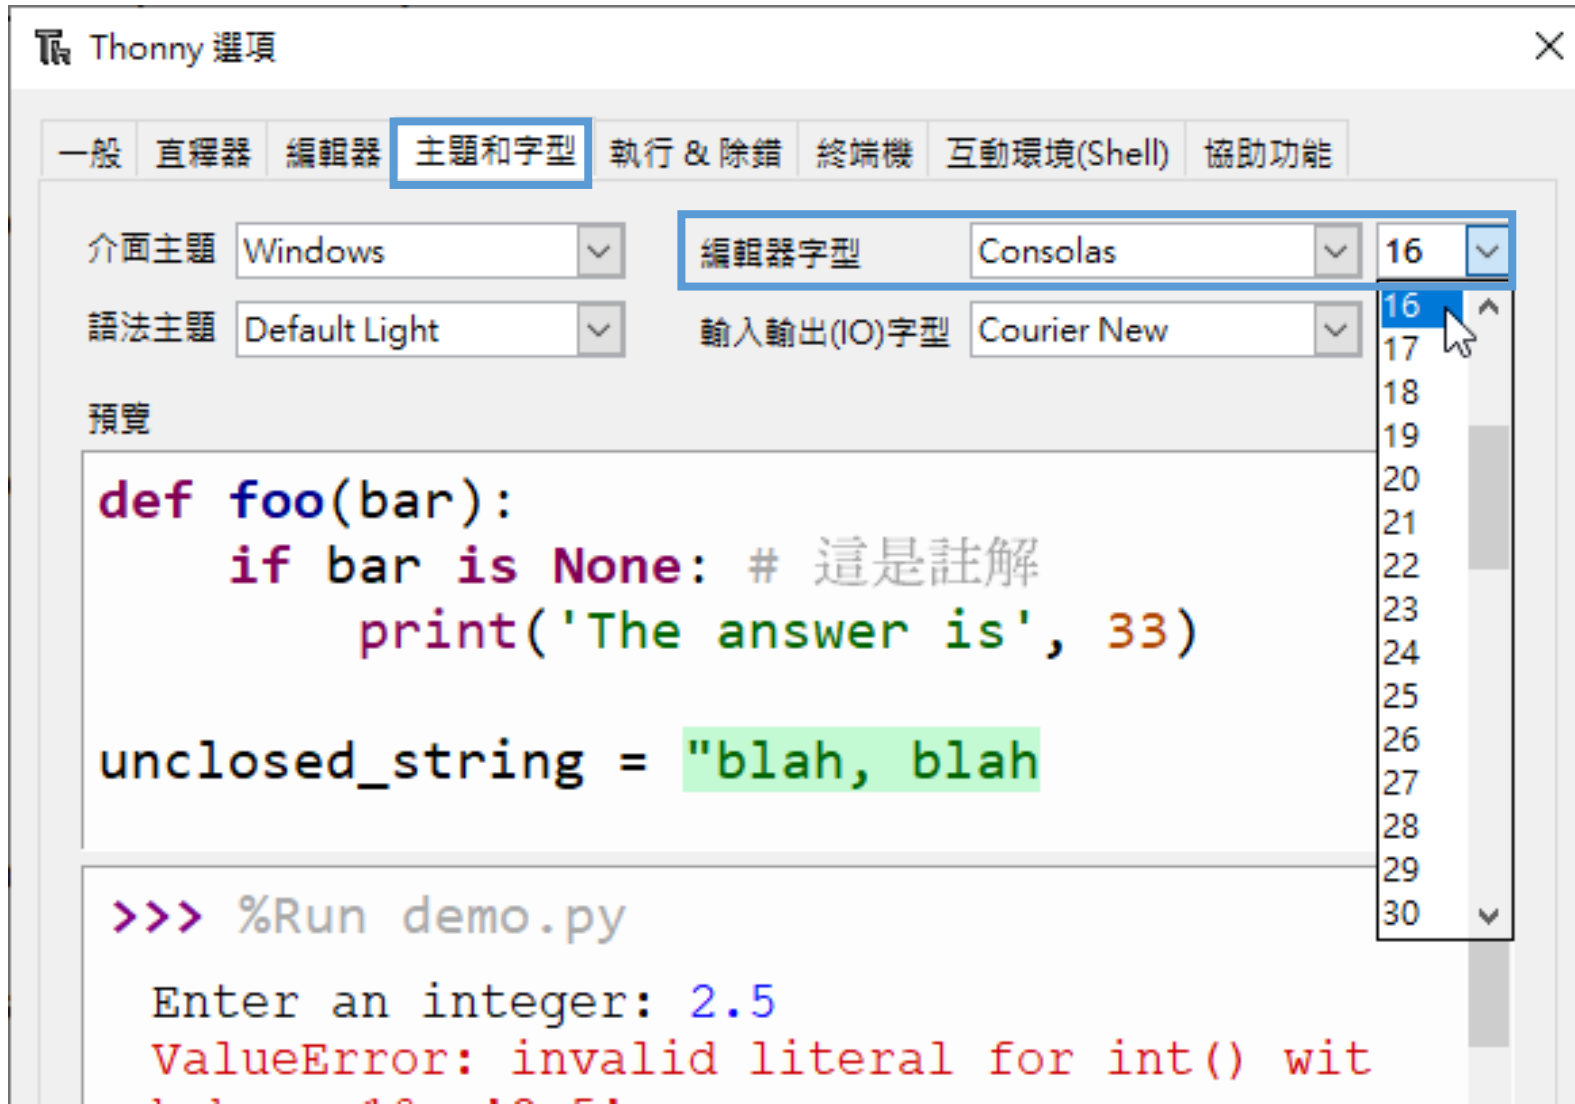 Thonny 選項
一般 直譯器 編輯器 主題和字型 執行 & 除錯 終端機 互動環境(Shell) 協助功能
介面主題 Windows 編輯器字型 Consolas 16
語法主題 Default Light 輸入輸出(IO)字型 Courier New
16
17
18
19
20
21
22
23
24
25
26
27
28
29
30
預覽
def foo(bar):
    if bar is None: # 這是註解
        print('The answer is', 33)
unclosed_string = "blah, blah
>>> %Run demo.py
Enter an integer: 2.5
ValueError: invalid literal for int() wit